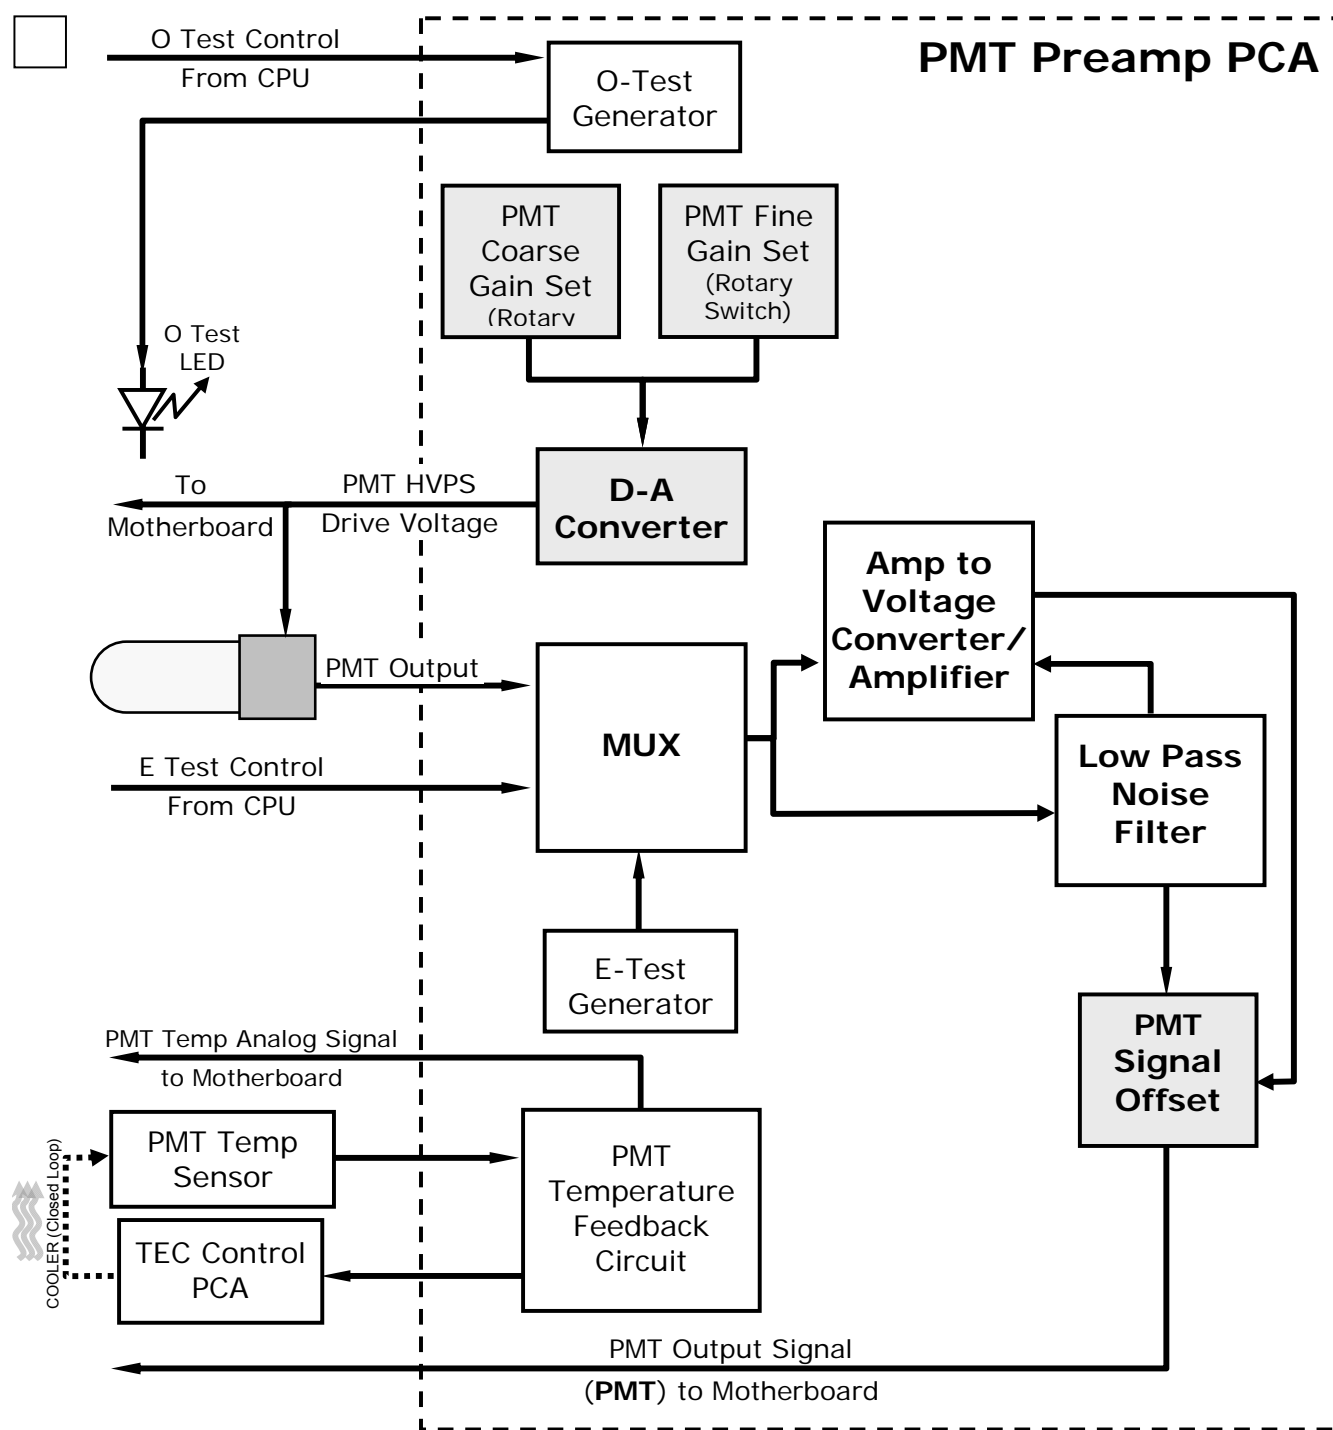 O Test Control
From CPU
PMT Preamp PCA
O-Test
Generator
PMT
Coarse
Gain Set
(Rotary
PMT Fine
Gain Set
(Rotary
Switch)
O Test
LED
To
Motherboard
PMT HVPS
Drive Voltage
D-A
Converter
Amp to
Voltage
Converter/
Amplifier
PMT Output
MUX
E Test Control
From CPU
Low Pass
Noise
Filter
E-Test
Generator
PMT
Signal
Offset
PMT Temp Analog Signal
to Motherboard
PMT Temp
Sensor
PMT
Temperature
Feedback
Circuit
COOLER (Closed Loop)
TEC Control
PCA
PMT Output Signal
(PMT) to Motherboard